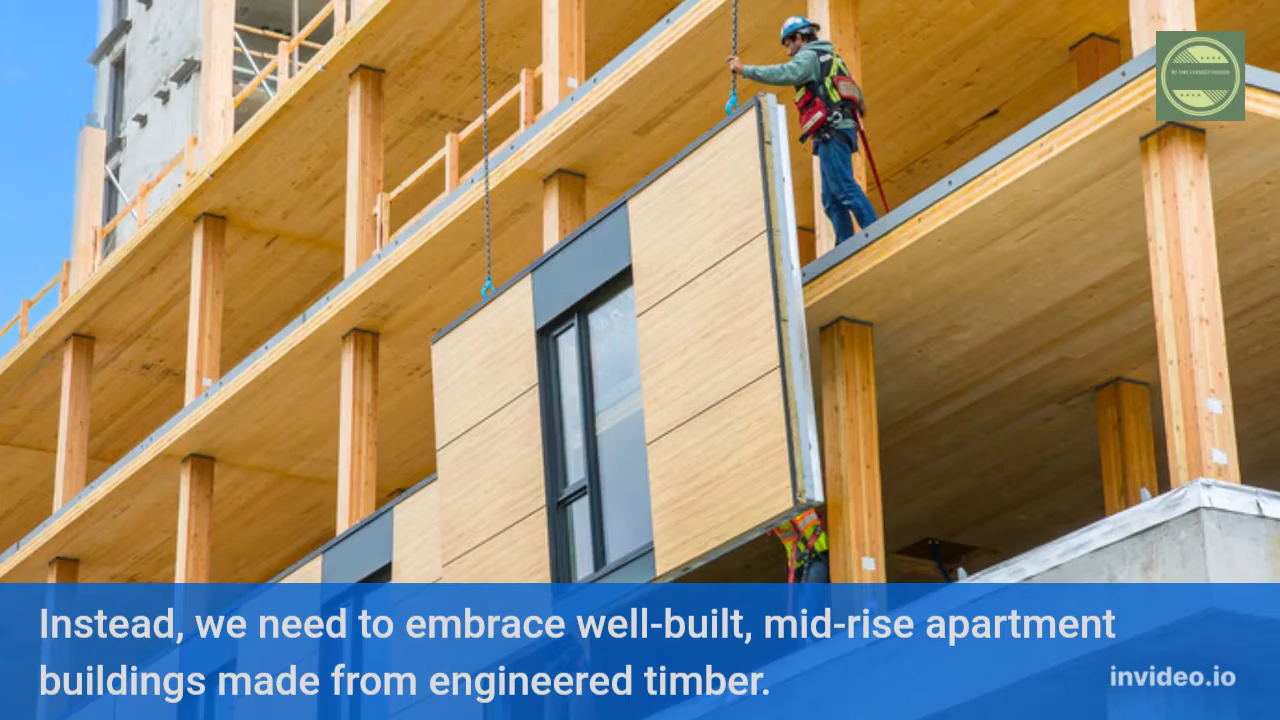 Instead, we need to embrace well-built, mid-rise apartment
buildings made from engineered timber.
invideo.io